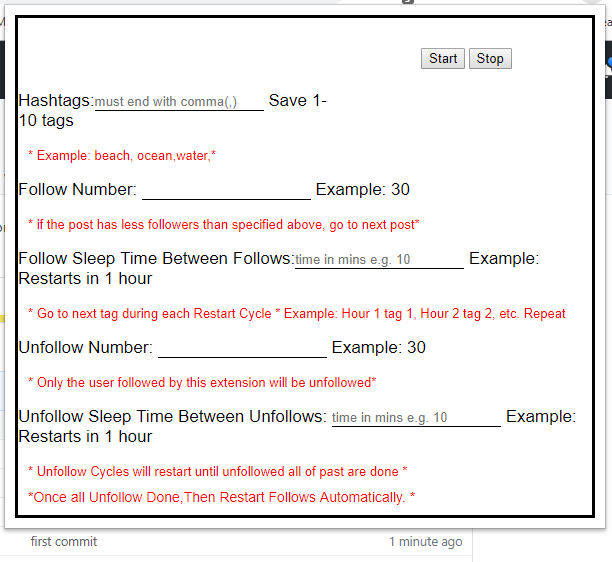 Start Stop
Hashtags:must end with comma(,) Save 1-
10 tags
* Example: beach, ocean,water,*
Follow Number: Example: 30
* if the post has less followers than specified above, go to next post*
Follow Sleep Time Between Follows:time in mins e.g. 10 Example:
Restarts in 1 hour
* Go to next tag during each Restart Cycle * Example: Hour 1 tag 1, Hour 2 tag 2, etc. Repeat
Unfollow Number: Example: 30
* Only the user followed by this extension will be unfollowed*
Unfollow Sleep Time Between Unfollows: time in mins e.g. 10 Example:
Restarts in 1 hour
* Unfollow Cycles will restart until unfollowed all of past are done *
*Once all Unfollow Done,Then Restart Follows Automatically. *
first commit 1 minute ago